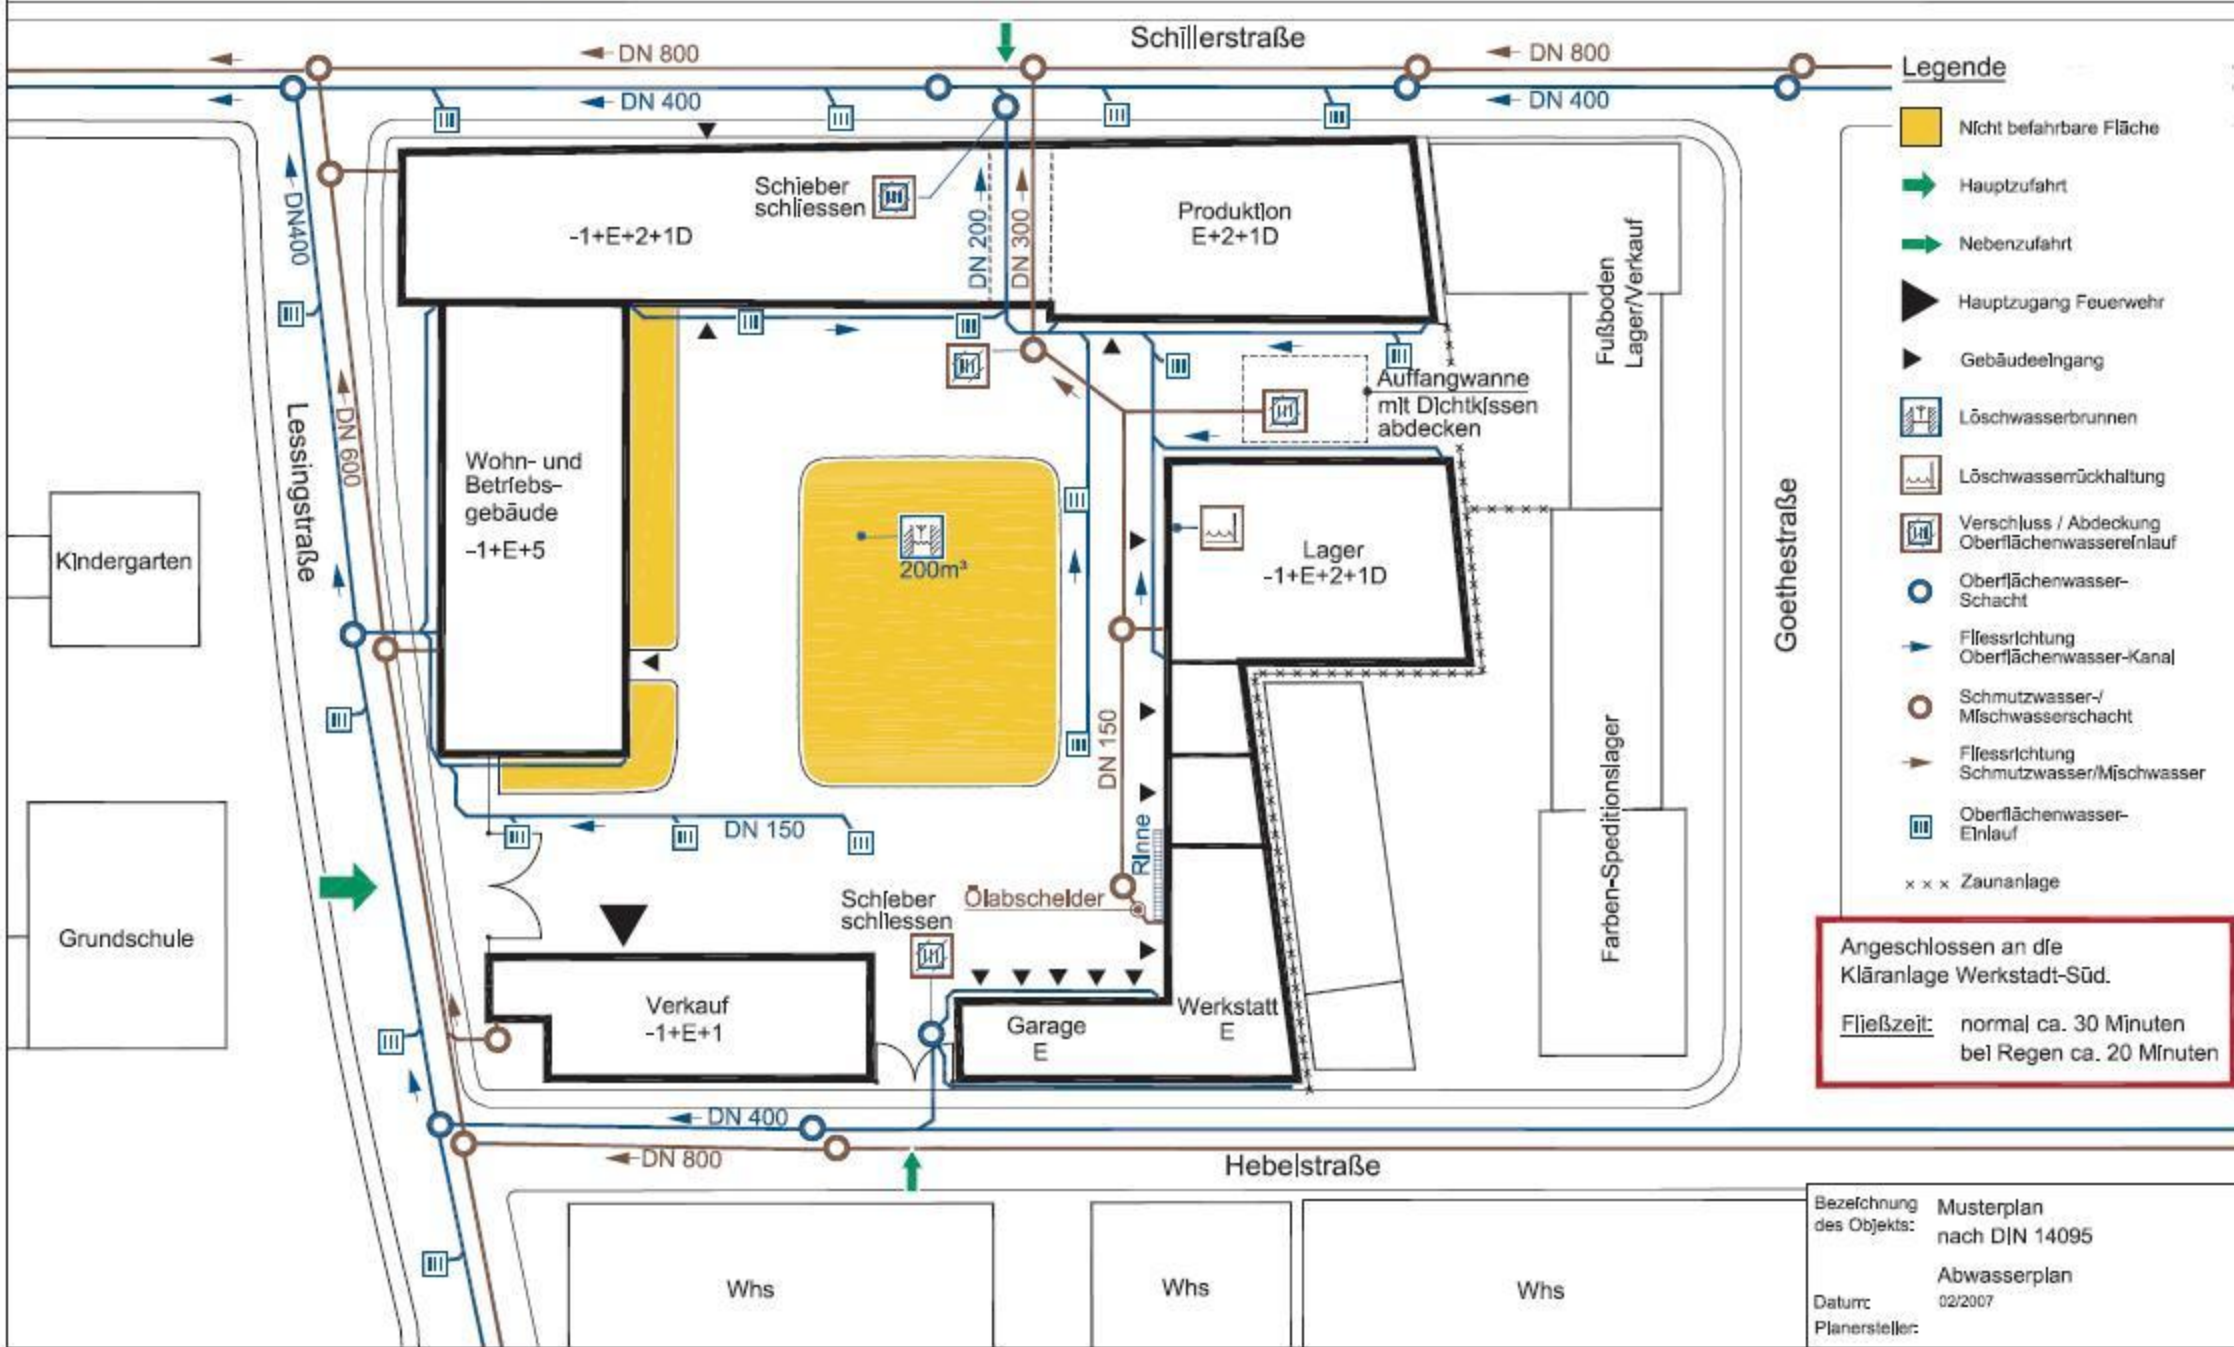 Schillerstraße
DN 800
DN 800
DN 400
DN 400
DN400
DN 600
Lessingstraße
Kindergarten
Grundschule
-1+E+2+1D
Schieber
schliessen
DN 200
DN 300
Produktion
E+2+1D
Fußboden
Lager/Verkauf
Auffangwanne
mit Dichtkissen
abdecken
Wohn- und
Betriebs-
gebäude
-1+E+5
200m³
Lager
-1+E+2+1D
Goethestraße
DN 150
DN 150
Rinne
Farben-Speditionslager
Schieber
schliessen
Ölabscheider
Verkauf
-1+E+1
Garage
E
Werkstatt
E
DN 400
DN 800
Hebelstraße
Whs
Whs
Whs
Legende
Nicht befahrbare Fläche
Hauptzufahrt
Nebenzufahrt
Hauptzugang Feuerwehr
Gebäudeeingang
Löschwasserbrunnen
Löschwasserrückhaltung
Verschluss / Abdeckung
Oberflächenwassereinlauf
Oberflächenwasser-
Schacht
Fliessrichtung
Oberflächenwasser-Kanal
Schmutzwasser-/
Mischwasserschacht
Fliessrichtung
Schmutzwasser/Mischwasser
Oberflächenwasser-
Einlauf
x x x Zaunanlage
Angeschlossen an die
Kläranlage Werkstadt-Süd.
Fließzeit: normal ca. 30 Minuten
bei Regen ca. 20 Minuten
Bezeichnung
des Objekts:
Musterplan
nach DIN 14095
Abwasserplan
Datum: 02/2007
Planersteller: